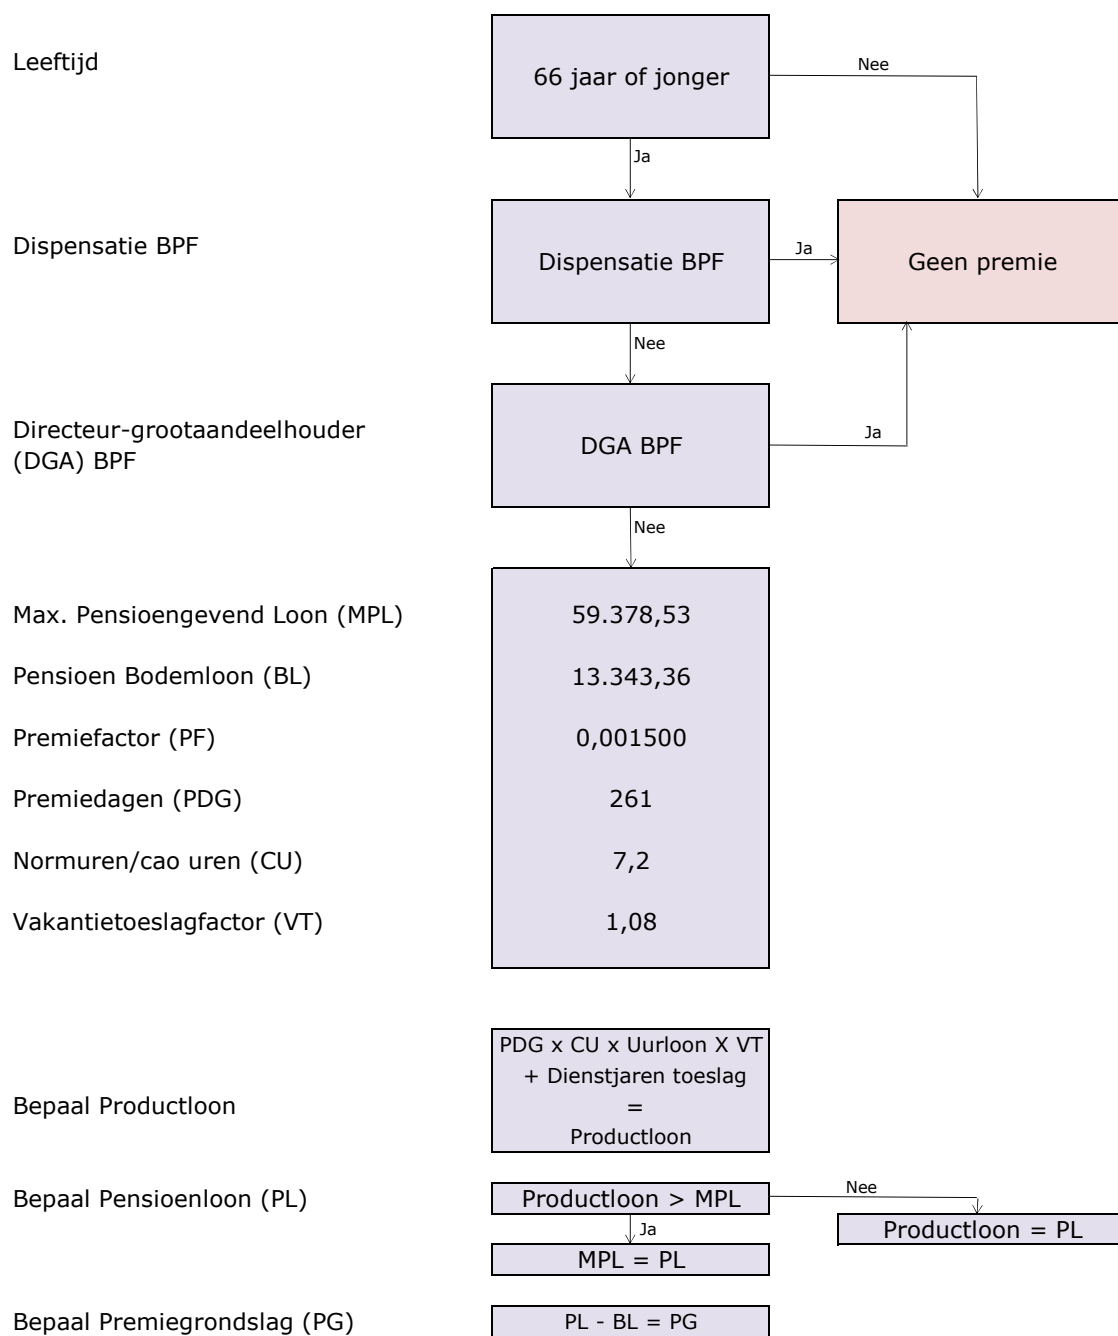 Leeftijd
66 jaar of jonger
Nee
Ja
Dispensatie BPF
Dispensatie BPF
Ja
Geen premie
Nee
Directeur-grootaandeelhouder
(DGA) BPF
DGA BPF
Ja
Nee
Max. Pensioengevend Loon (MPL)
59.378,53
Pensioen Bodemloon (BL)
13.343,36
Premiefactor (PF)
0,001500
Premiedagen (PDG)
261
Normuren/cao uren (CU)
7,2
Vakantietoeslagfactor (VT)
1,08
Bepaal Productloon
PDG x CU x Uurloon X VT
+ Dienstjaren toeslag
=
Productloon
Bepaal Pensioenloon (PL)
Productloon > MPL
Nee
Productloon = PL
Ja
MPL = PL
Bepaal Premiegrondslag (PG)
PL - BL = PG